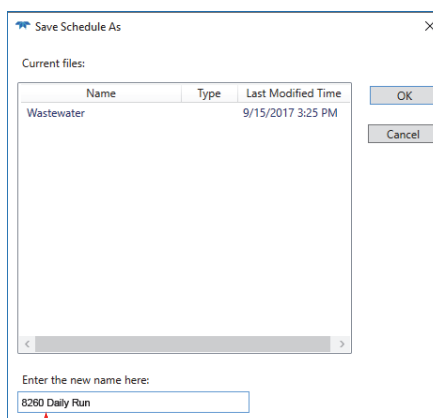 Save Schedule As
Current files:
Name Type Last Modified Time
Wastewater 9/15/2017 3:25 PM
OK
Cancel
Enter the new name here:
8260 Daily Run